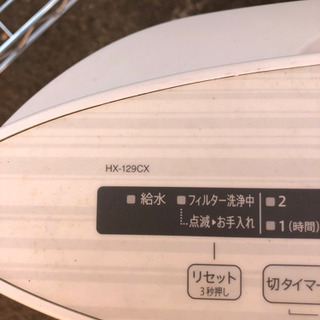 HX-129CX
■ 給水 ■ フィルター洗浄中 ■ 2
点滅▸お手入れ ■ 1(時間)
リセット 切タイマー
3秒押し